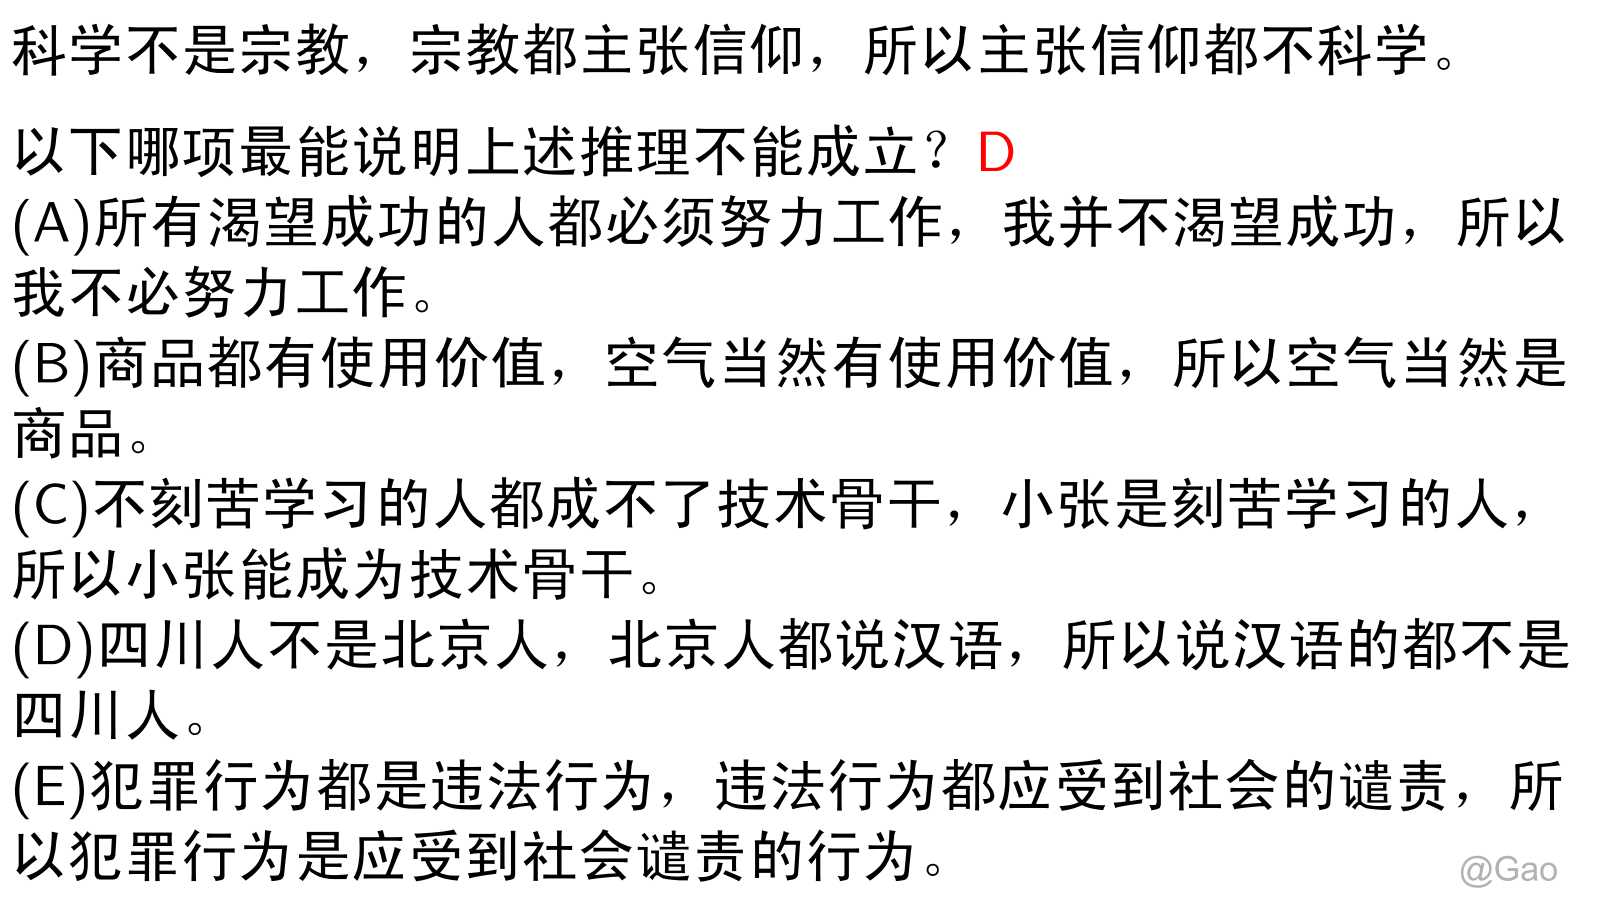 科学不是宗教，宗教都主张信仰，所以主张信仰都不科学。
以下哪项最能说明上述推理不能成立？D
(A)所有渴望成功的人都必须努力工作，我并不渴望成功，所以
我不必努力工作。
(B)商品都有使用价值，空气当然有使用价值，所以空气当然是
商品。
(C)不刻苦学习的人都成不了技术骨干，小张是刻苦学习的人，
所以小张能成为技术骨干。
(D)四川人不是北京人，北京人都说汉语，所以说汉语的都不是
四川人。
(E)犯罪行为都是违法行为，违法行为都应受到社会的谴责，所
以犯罪行为是应受到社会谴责的行为。
@Gao